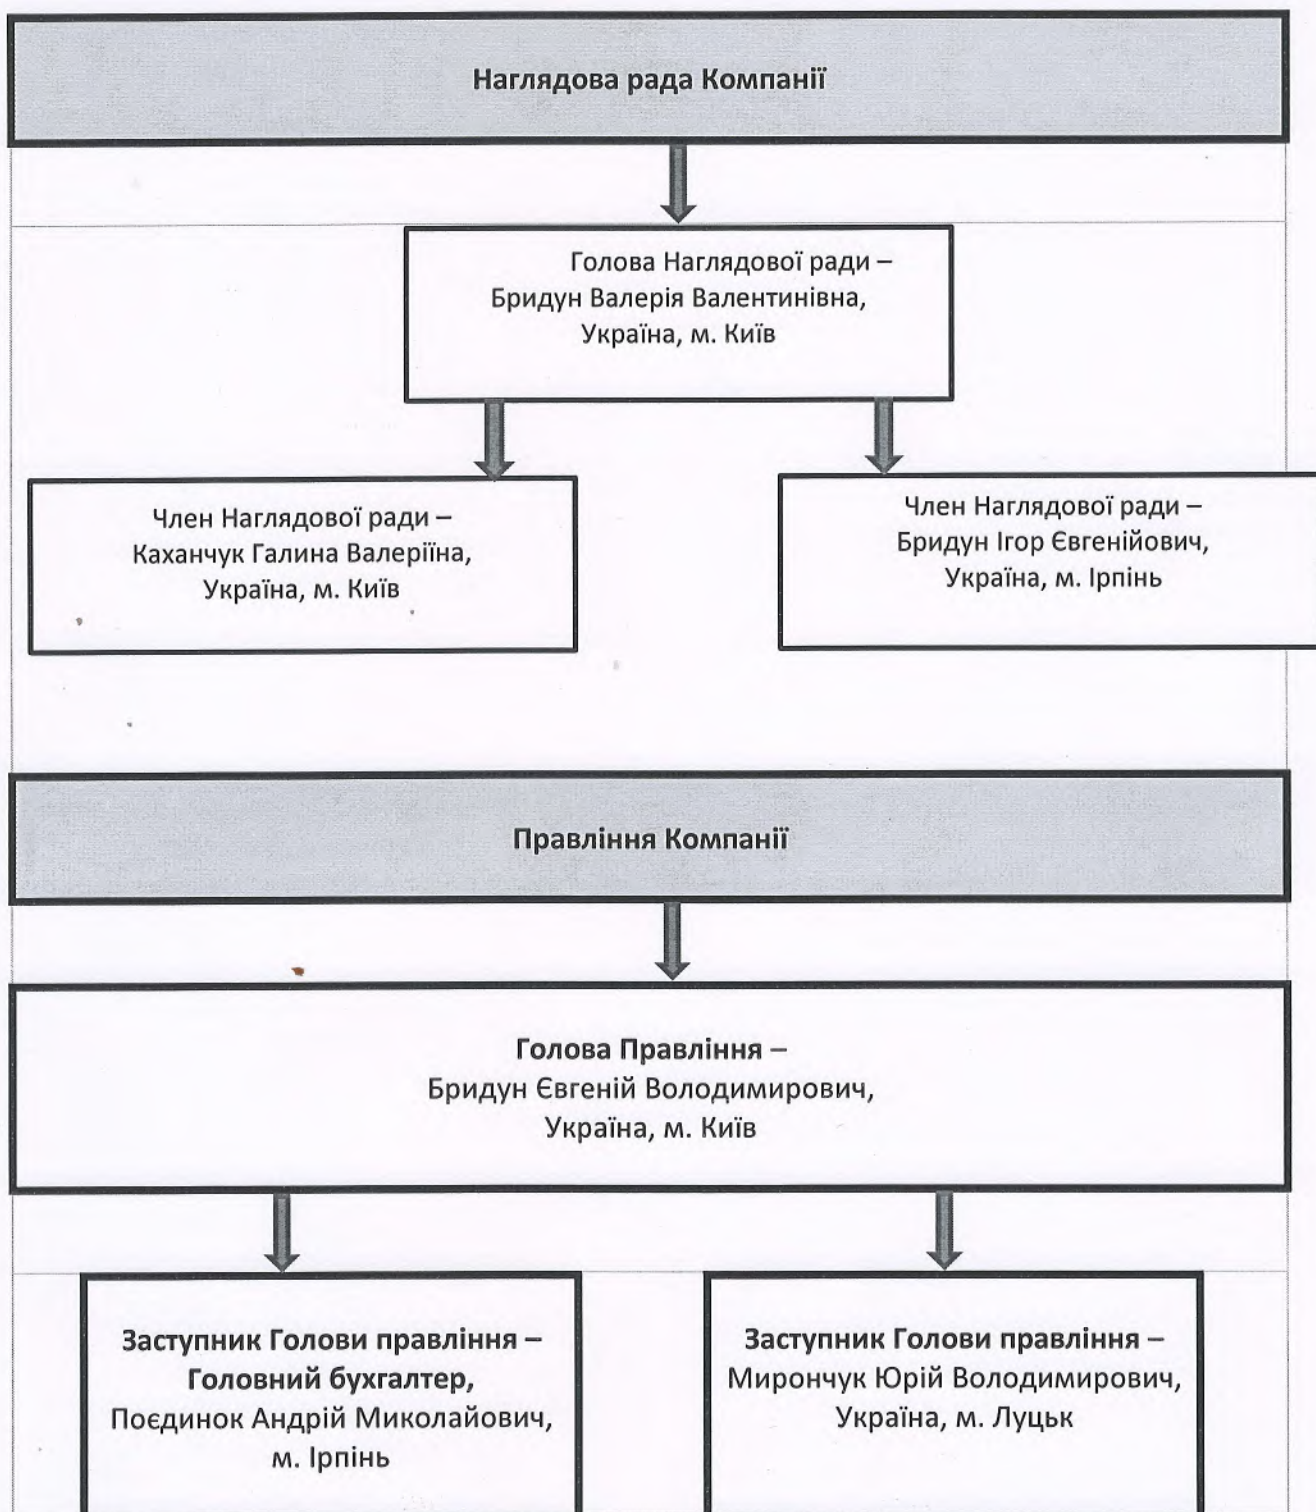 Наглядова рада Компанії
Голова Наглядової ради –
Бридун Валерія Валентинівна,
Україна, м. Київ
Член Наглядової ради –
Каханчук Галина Валеріїна,
Україна, м. Київ
Член Наглядової ради –
Бридун Ігор Євгенійович,
Україна, м. Ірпінь
Правління Компанії
Голова Правління –
Бридун Євгеній Володимирович,
Україна, м. Київ
Заступник Голови правління –
Головний бухгалтер,
Поєдинок Андрій Миколайович,
м. Ірпінь
Заступник Голови правління –
Мирончук Юрій Володимирович,
Україна, м. Луцьк